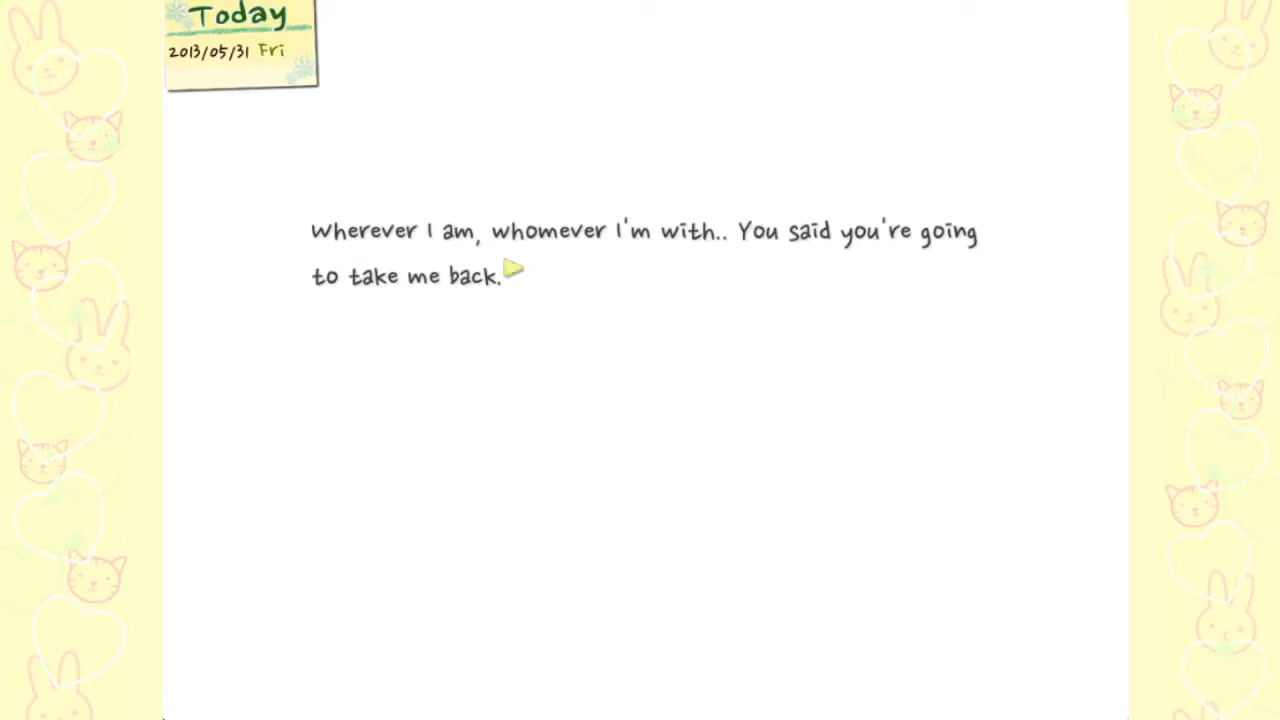 Today
2013/05/31 Fri
Wherever I am, whomever I'm with.. You said you're going
to take me back.